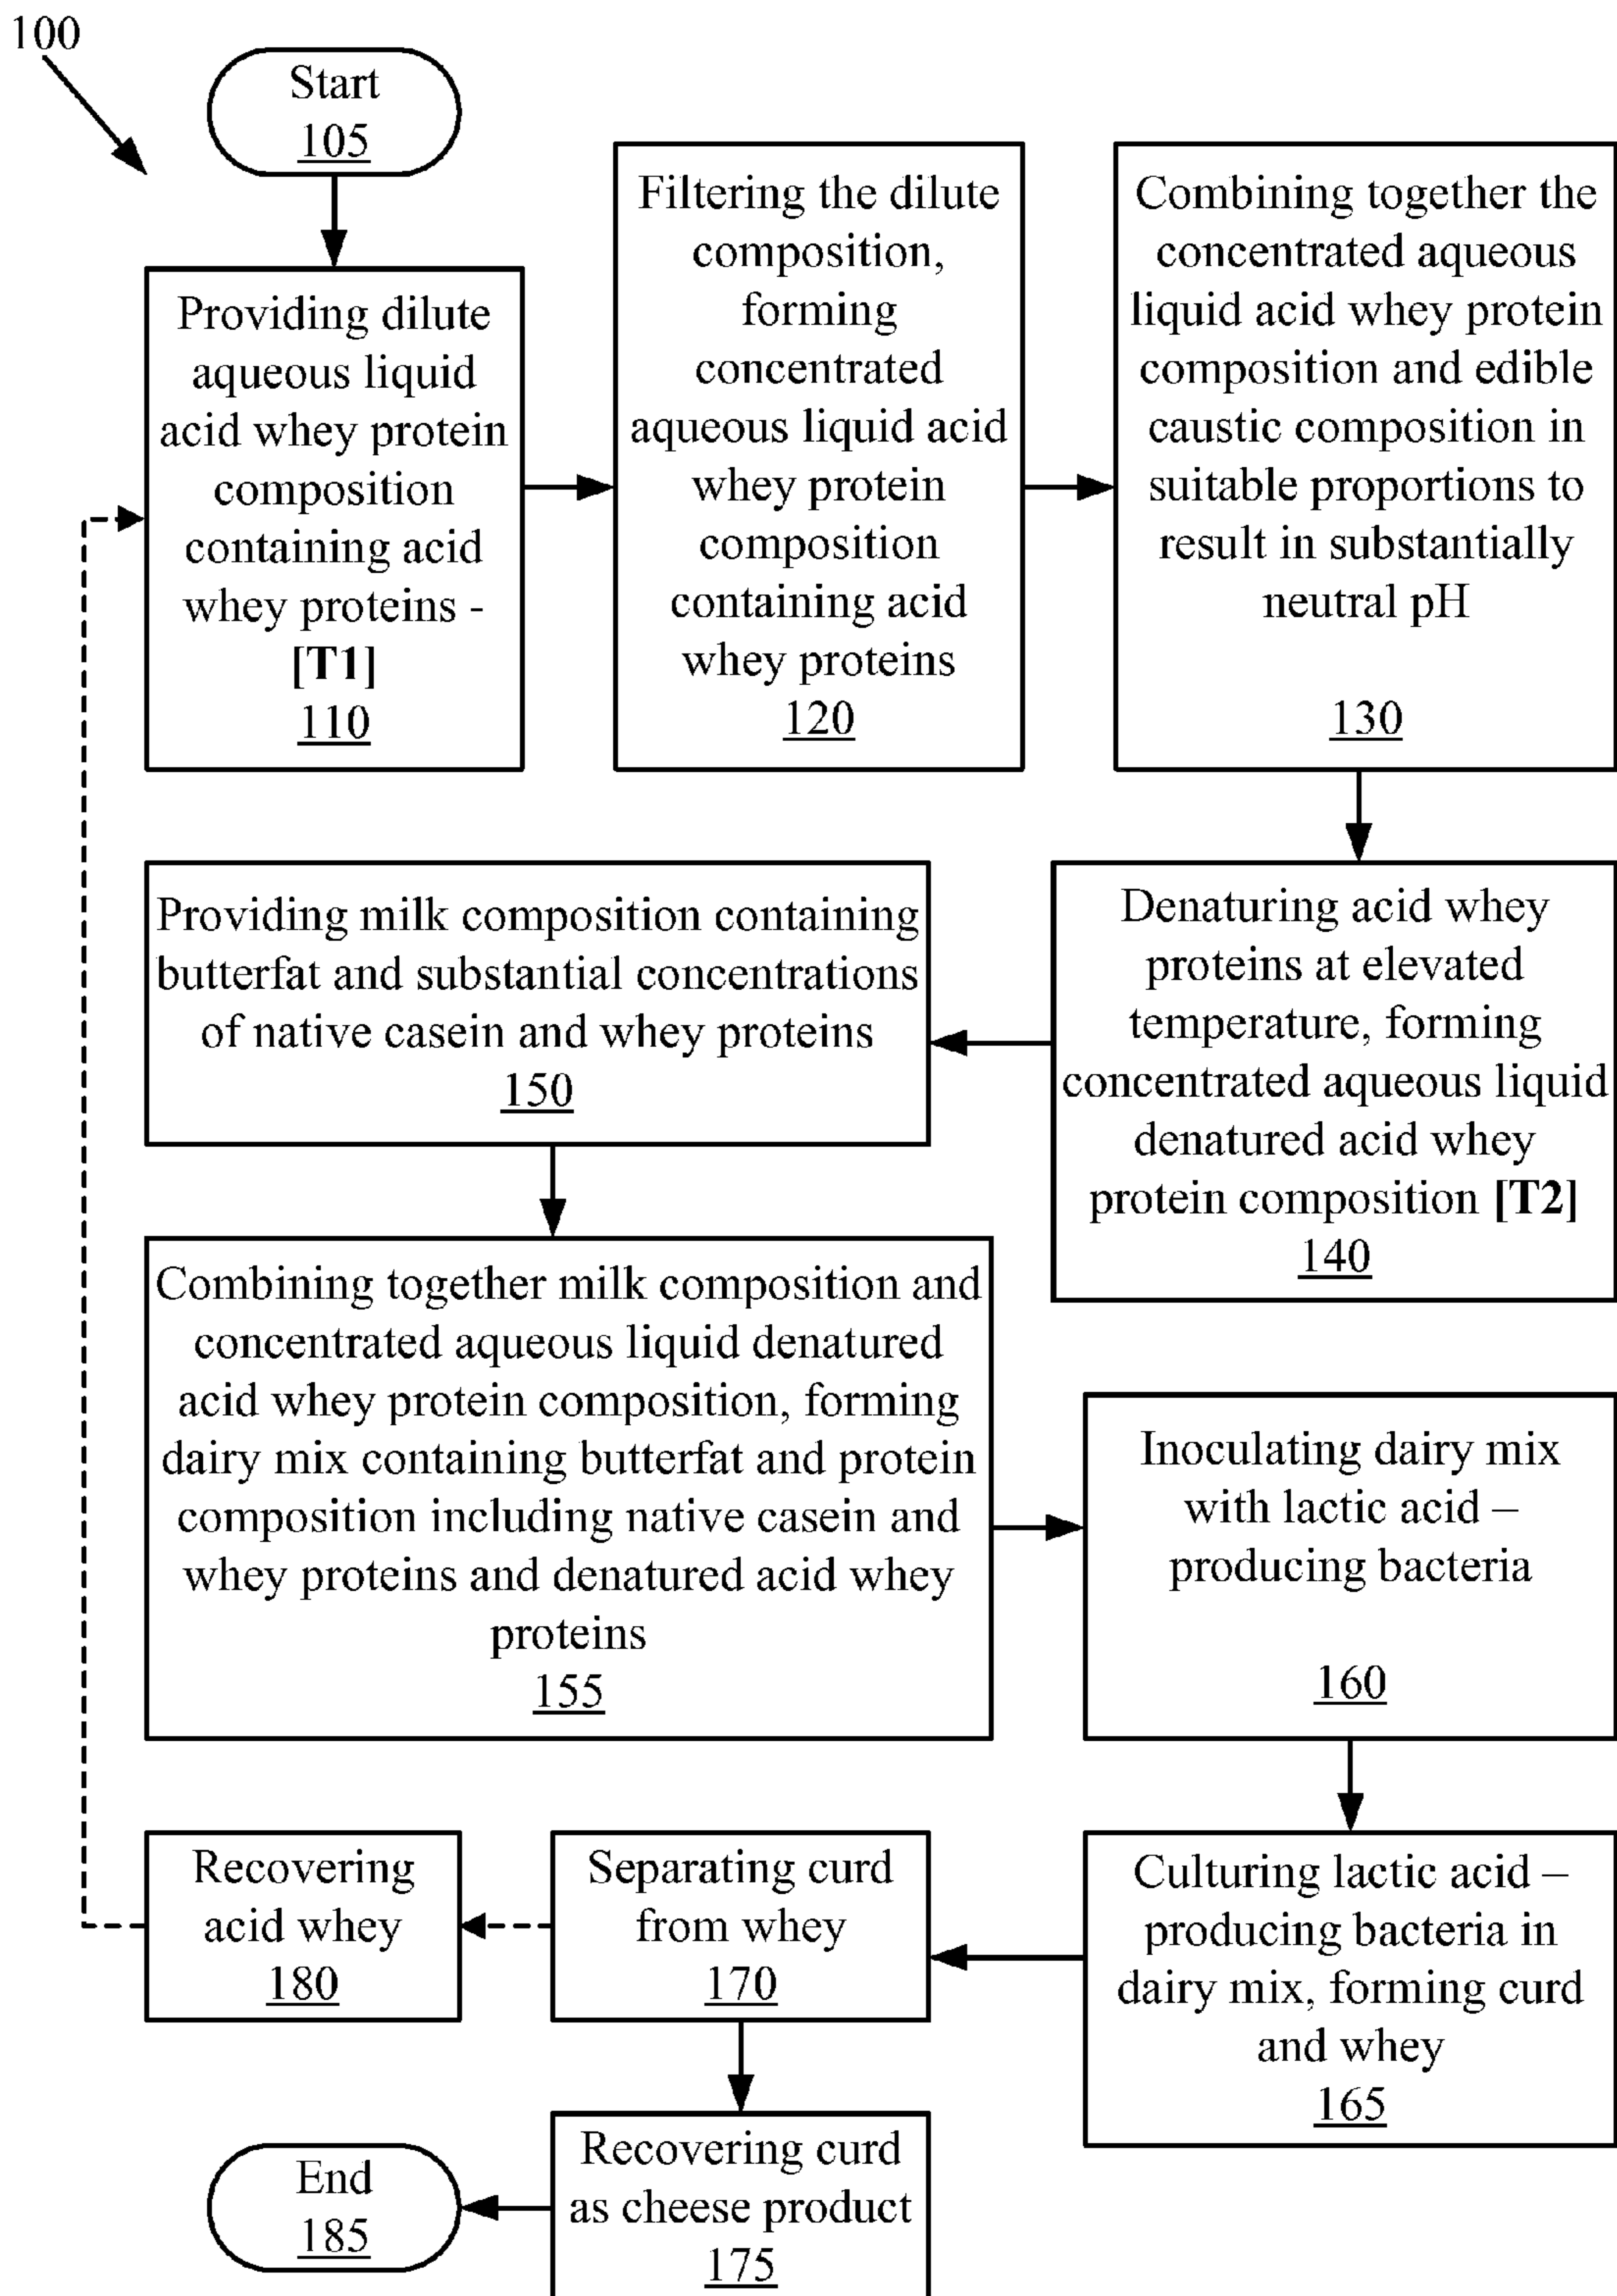 100
Start
105
Providing dilute
aqueous liquid
acid whey protein
composition
containing acid
whey proteins -
[T1]
110
Filtering the dilute
composition,
forming
concentrated
aqueous liquid acid
whey protein
composition
containing acid
whey proteins
120
Combining together the
concentrated aqueous
liquid acid whey protein
composition and edible
caustic composition in
suitable proportions to
result in substantially
neutral pH
130
Denaturing acid whey
proteins at elevated
temperature, forming
concentrated aqueous liquid
denatured acid whey
protein composition [T2]
140
Providing milk composition containing
butterfat and substantial concentrations
of native casein and whey proteins
150
Combining together milk composition and
concentrated aqueous liquid denatured
acid whey protein composition, forming
dairy mix containing butterfat and protein
composition including native casein and
whey proteins and denatured acid whey
proteins
155
Inoculating dairy mix
with lactic acid –
producing bacteria
160
Culturing lactic acid –
producing bacteria in
dairy mix, forming curd
and whey
165
Separating curd
from whey
170
Recovering
acid whey
180
Recovering curd
as cheese product
175
End
185